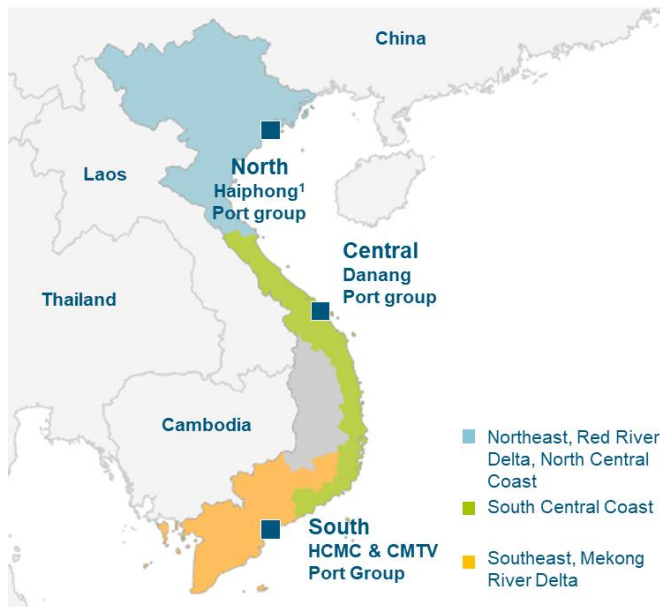 China
North
Haiphong¹
Port group
Laos
Central
Danang
Port group
Thailand
Cambodia
South
HCMC & CMTV
Port Group
Northeast, Red River
Delta, North Central
Coast
South Central Coast
Southeast, Mekong
River Delta